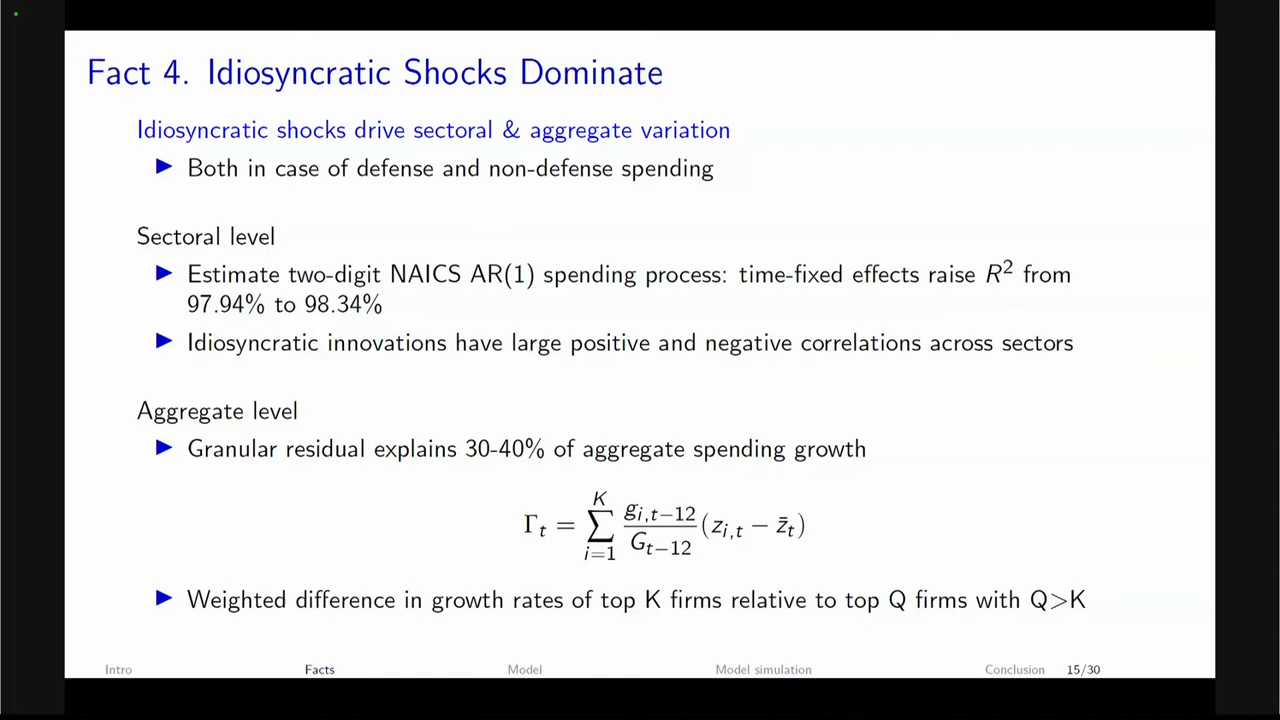 Fact 4. Idiosyncratic Shocks Dominate
Idiosyncratic shocks drive sectoral & aggregate variation
▶ Both in case of defense and non-defense spending
Sectoral level
▶ Estimate two-digit NAICS AR(1) spending process: time-fixed effects raise R² from
97.94% to 98.34%
▶ Idiosyncratic innovations have large positive and negative correlations across sectors
Aggregate level
▶ Granular residual explains 30-40% of aggregate spending growth
Γ_t = ∑_{i=1}^{K} \frac{g_{i,t−12}}{G_{t−12}} (z_{i,t} − z̄_t)
▶ Weighted difference in growth rates of top K firms relative to top Q firms with Q>K
Intro Facts Model Model simulation Conclusion 15/30